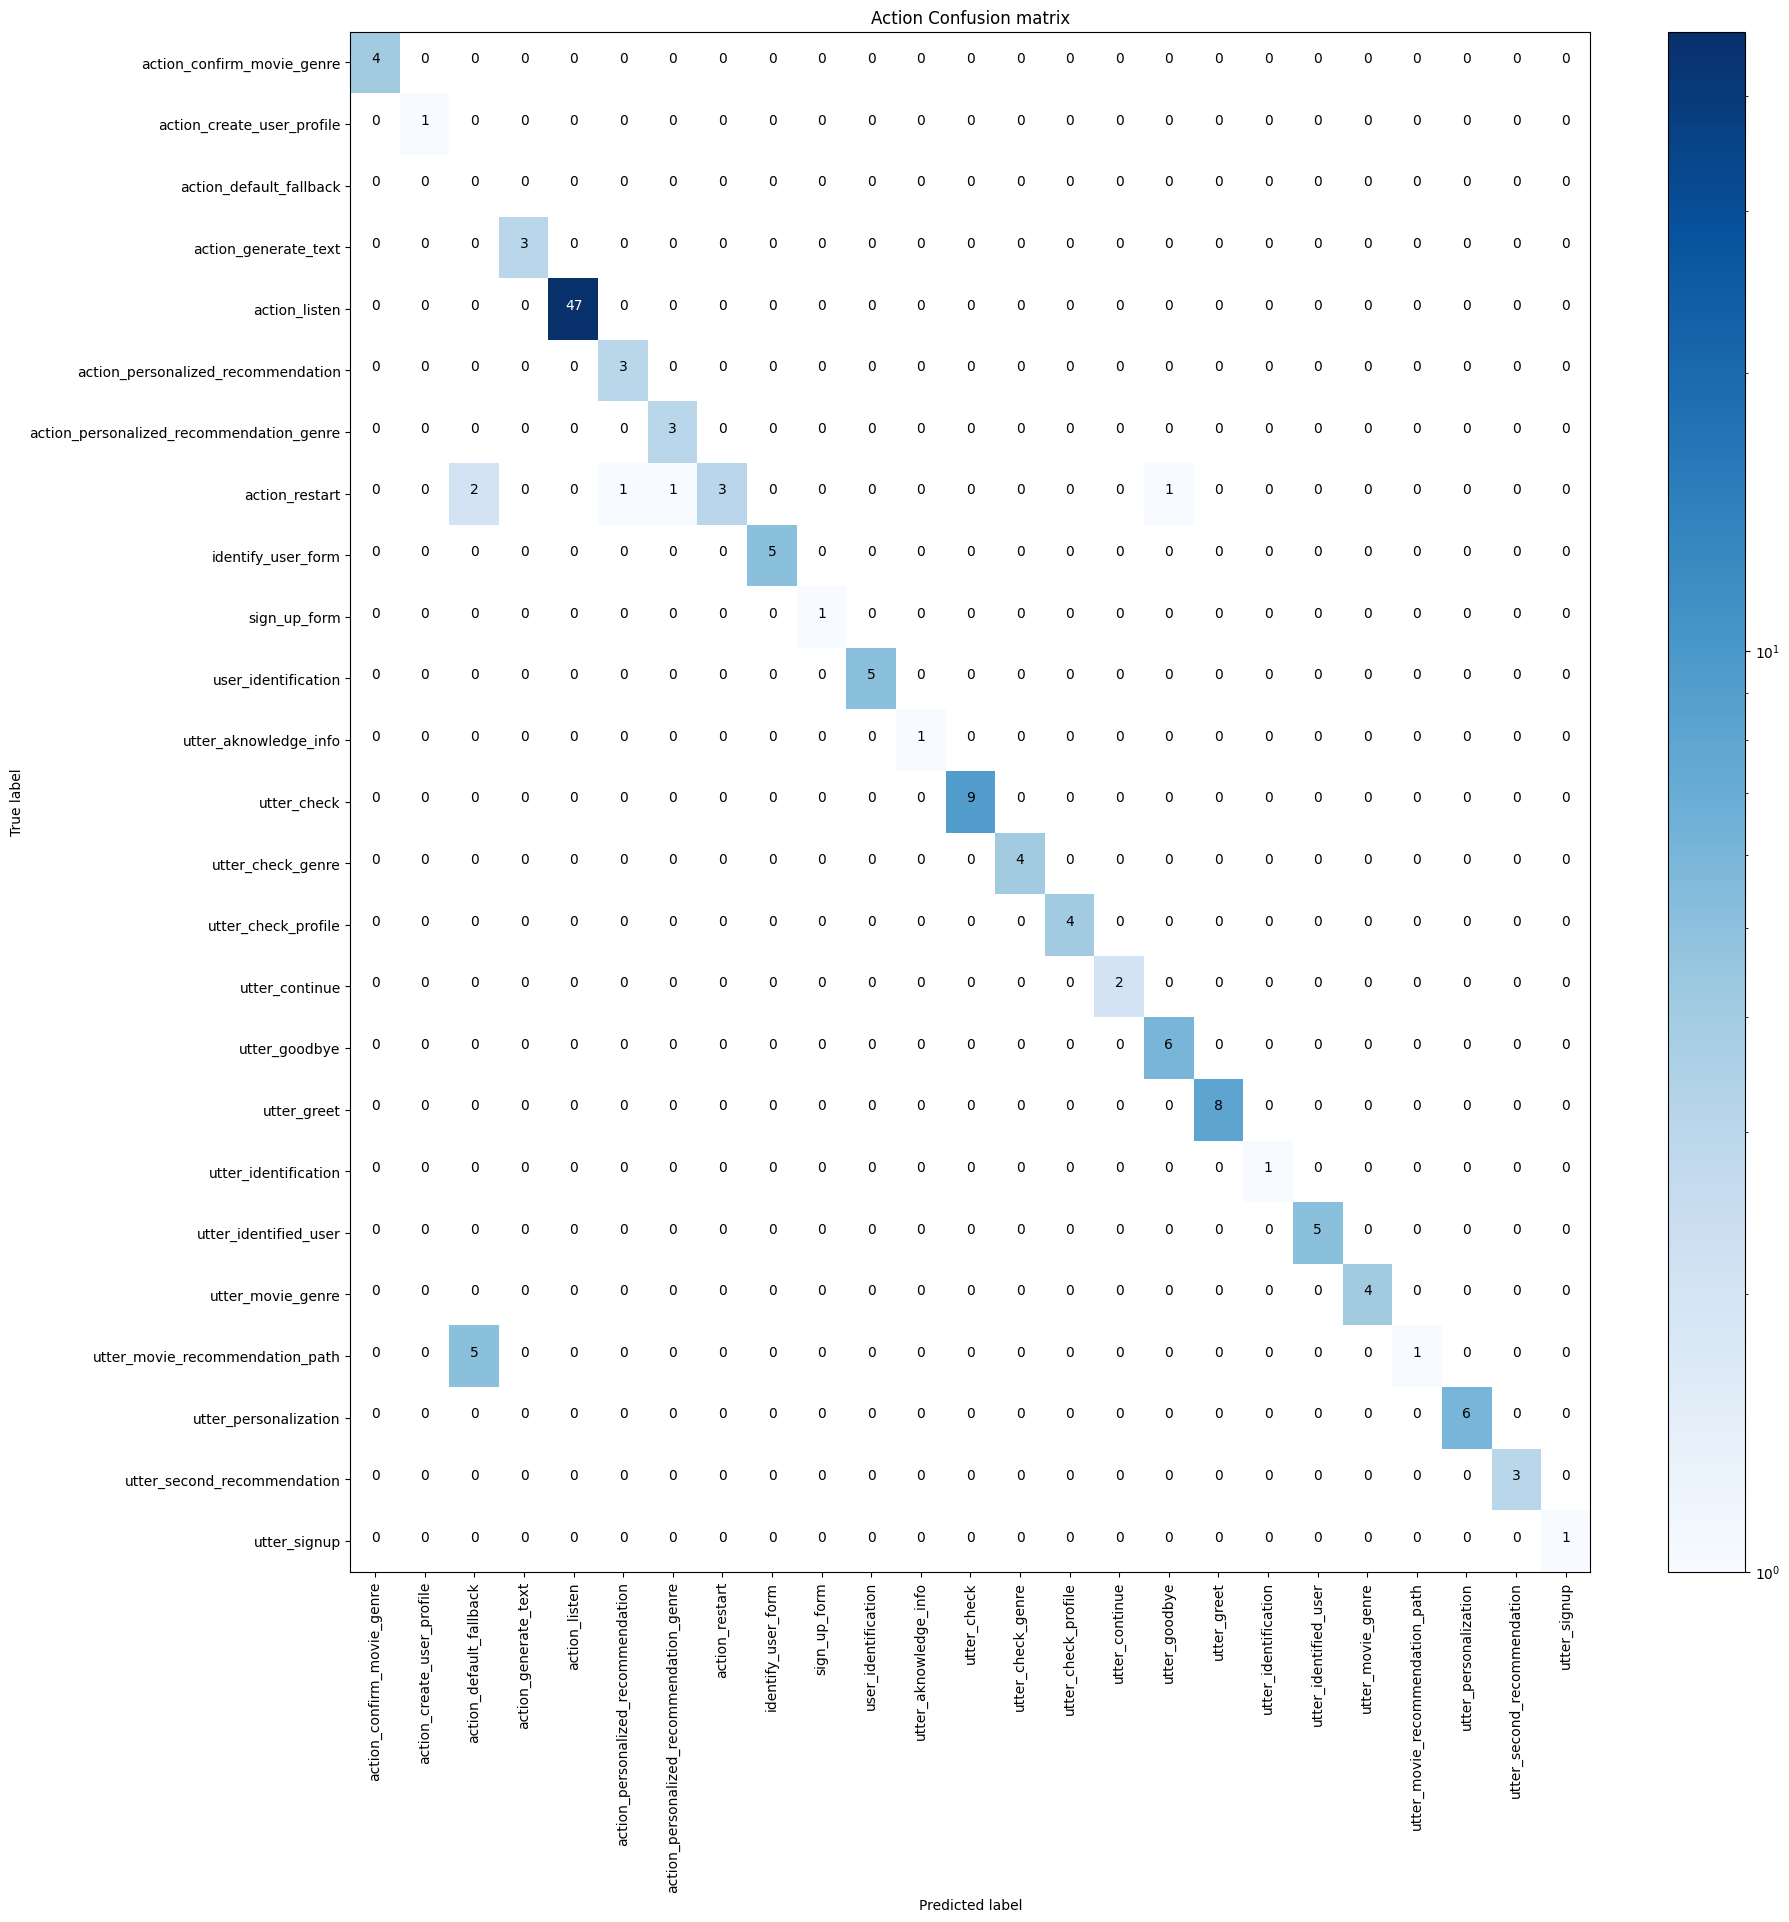 Action Confusion matrix
True label
action_confirm_movie_genre 4 0 0 0 0 0 0 0 0 0 0 0 0 0 0 0 0 0 0 0 0 0 0 0 0
action_create_user_profile 0 1 0 0 0 0 0 0 0 0 0 0 0 0 0 0 0 0 0 0 0 0 0 0 0
action_default_fallback 0 0 0 0 0 0 0 0 0 0 0 0 0 0 0 0 0 0 0 0 0 0 0 0 0
action_generate_text 0 0 0 3 0 0 0 0 0 0 0 0 0 0 0 0 0 0 0 0 0 0 0 0 0
action_listen 0 0 0 0 47 0 0 0 0 0 0 0 0 0 0 0 0 0 0 0 0 0 0 0 0
action_personalized_recommendation 0 0 0 0 0 3 0 0 0 0 0 0 0 0 0 0 0 0 0 0 0 0 0 0 0
action_personalized_recommendation_genre 0 0 0 0 0 0 3 0 0 0 0 0 0 0 0 0 0 0 0 0 0 0 0 0 0
action_restart 0 0 2 0 0 1 1 3 0 0 0 0 0 0 0 0 1 0 0 0 0 0 0 0 0
identify_user_form 0 0 0 0 0 0 0 0 5 0 0 0 0 0 0 0 0 0 0 0 0 0 0 0 0
sign_up_form 0 0 0 0 0 0 0 0 0 1 0 0 0 0 0 0 0 0 0 0 0 0 0 0 0
user_identification 0 0 0 0 0 0 0 0 0 0 5 0 0 0 0 0 0 0 0 0 0 0 0 0 0
utter_aknowledge_info 0 0 0 0 0 0 0 0 0 0 0 1 0 0 0 0 0 0 0 0 0 0 0 0 0
utter_check 0 0 0 0 0 0 0 0 0 0 0 0 9 0 0 0 0 0 0 0 0 0 0 0 0
utter_check_genre 0 0 0 0 0 0 0 0 0 0 0 0 0 4 0 0 0 0 0 0 0 0 0 0 0
utter_check_profile 0 0 0 0 0 0 0 0 0 0 0 0 0 0 4 0 0 0 0 0 0 0 0 0 0
utter_continue 0 0 0 0 0 0 0 0 0 0 0 0 0 0 0 2 0 0 0 0 0 0 0 0 0
utter_goodbye 0 0 0 0 0 0 0 0 0 0 0 0 0 0 0 0 6 0 0 0 0 0 0 0 0
utter_greet 0 0 0 0 0 0 0 0 0 0 0 0 0 0 0 0 0 8 0 0 0 0 0 0 0
utter_identification 0 0 0 0 0 0 0 0 0 0 0 0 0 0 0 0 0 0 1 0 0 0 0 0 0
utter_identified_user 0 0 0 0 0 0 0 0 0 0 0 0 0 0 0 0 0 0 0 5 0 0 0 0 0
utter_movie_genre 0 0 0 0 0 0 0 0 0 0 0 0 0 0 0 0 0 0 0 0 4 0 0 0 0
utter_movie_recommendation_path 0 0 5 0 0 0 0 0 0 0 0 0 0 0 0 0 0 0 0 0 0 1 0 0 0
utter_personalization 0 0 0 0 0 0 0 0 0 0 0 0 0 0 0 0 0 0 0 0 0 0 6 0 0
utter_second_recommendation 0 0 0 0 0 0 0 0 0 0 0 0 0 0 0 0 0 0 0 0 0 0 0 3 0
utter_signup 0 0 0 0 0 0 0 0 0 0 0 0 0 0 0 0 0 0 0 0 0 0 0 0 1
action_confirm_movie_genre
action_create_user_profile
action_default_fallback
action_generate_text
action_listen
action_personalized_recommendation
action_personalized_recommendation_genre
action_restart
identify_user_form
sign_up_form
user_identification
utter_aknowledge_info
utter_check
utter_check_genre
utter_check_profile
utter_continue
utter_goodbye
utter_greet
utter_identification
utter_identified_user
utter_movie_genre
utter_movie_recommendation_path
utter_personalization
utter_second_recommendation
utter_signup
Predicted label
10¹
10⁰